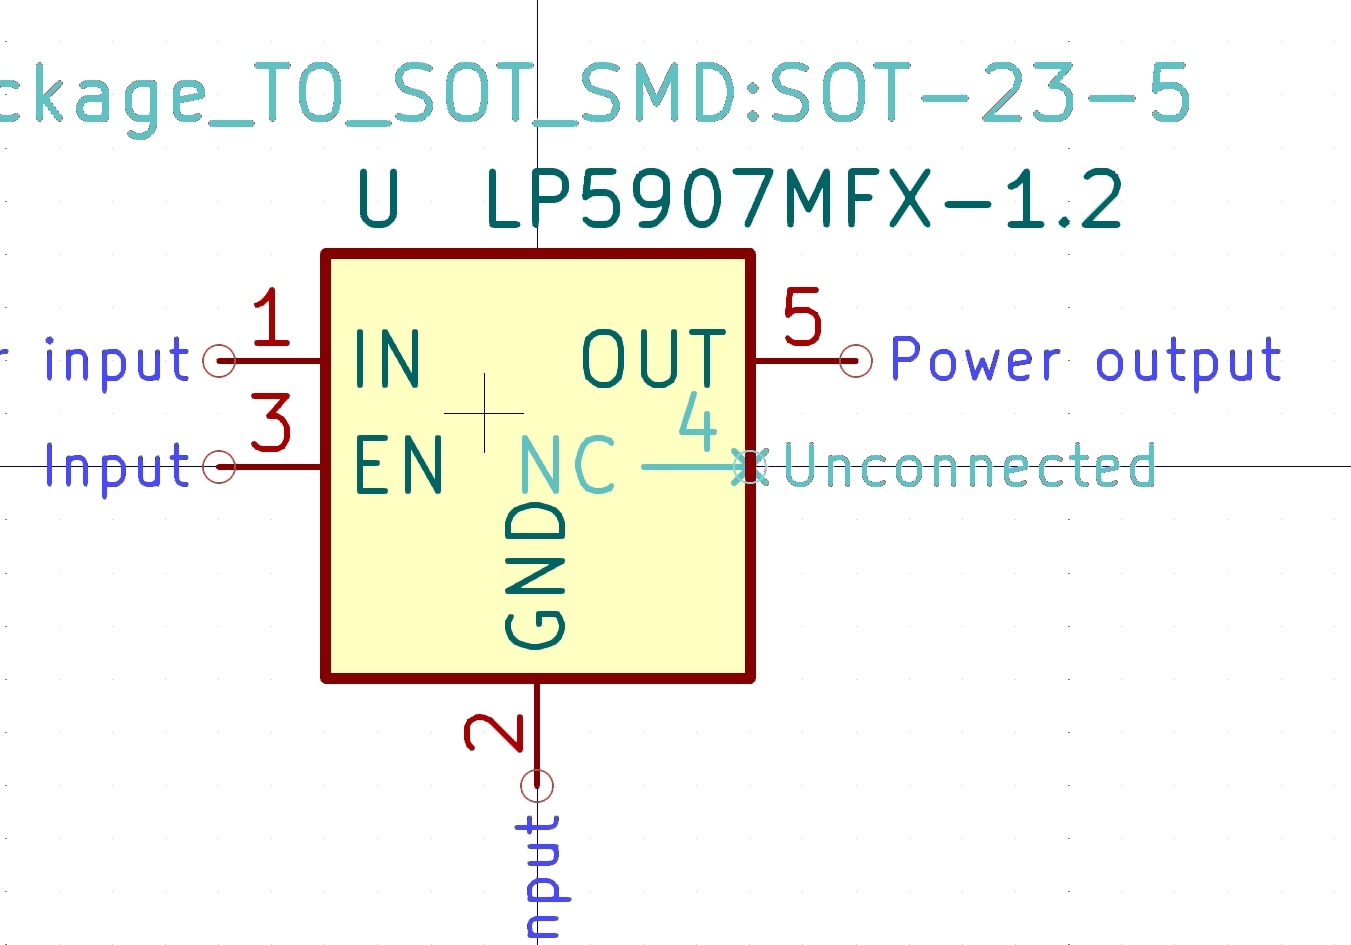 ckage_TO_SOT_SMD:SOT-23-5
U LP5907MFX-1.2
1 5
r input IN OUT Power output
3 4
Input EN NC Unconnected
GND
2
nput